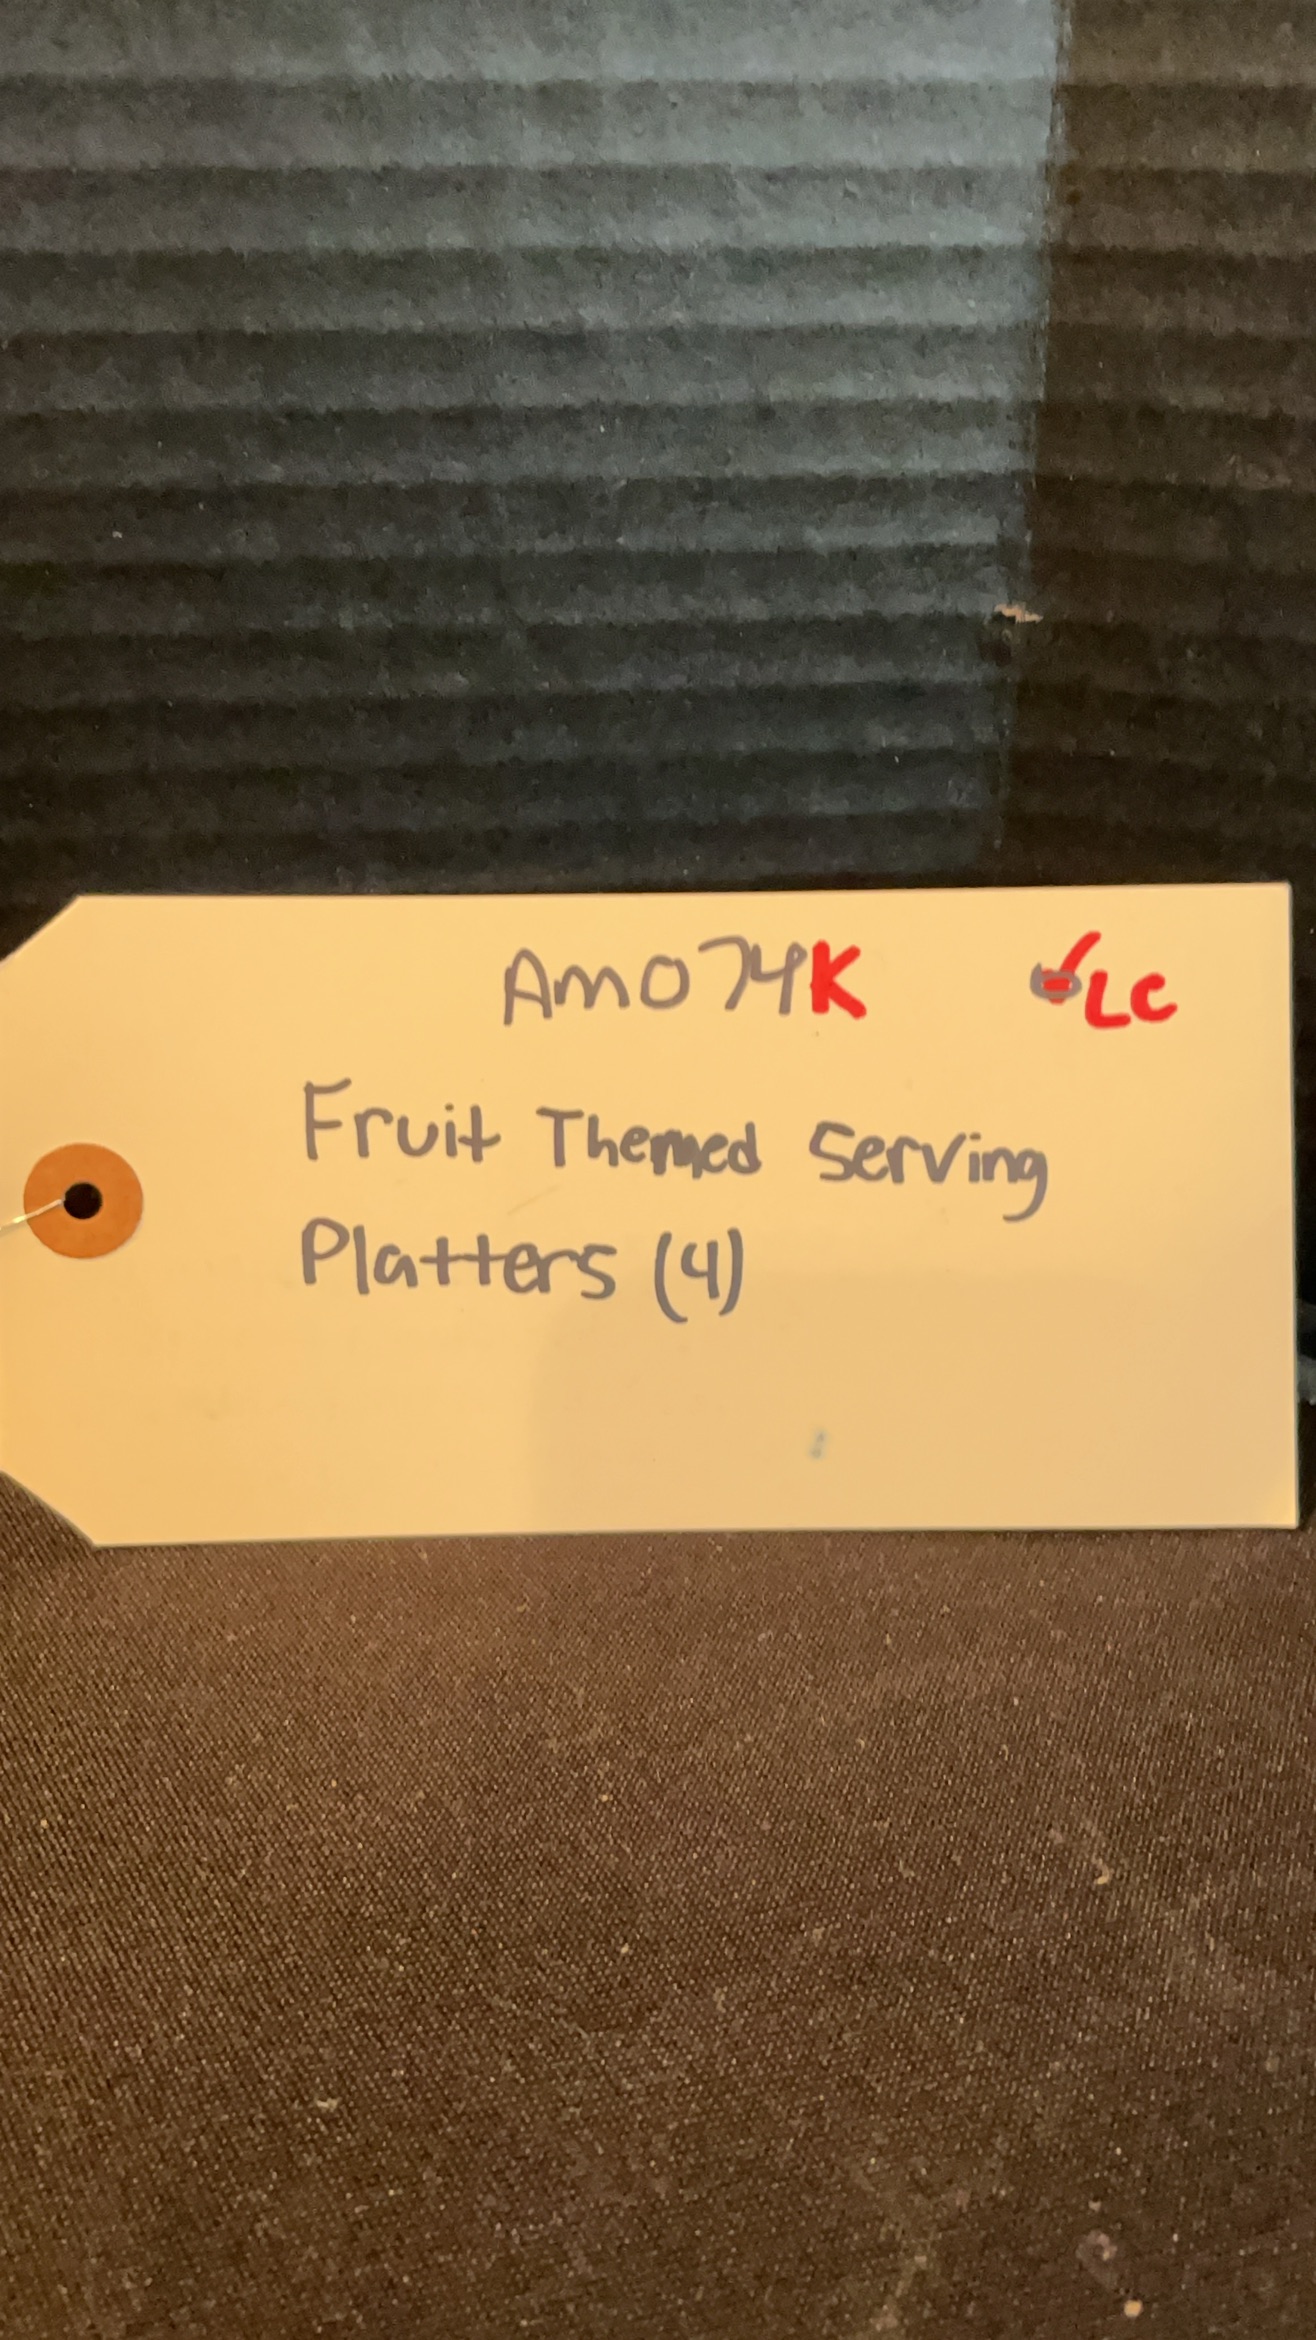 AM074K LC
Fruit Themed Serving
Platters (4)